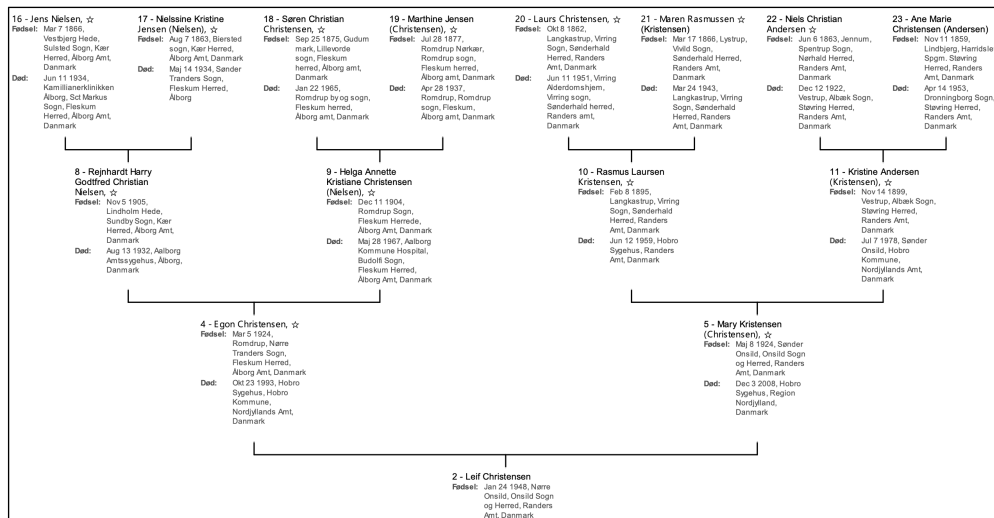 16 - Jens Nielsen, ☆
Fødsel: Mar 7 1866,
Vestbjerg Hede,
Sulsted Sogn, Kær
Herred, Ålborg Amt,
Danmark
Død: Jun 11 1934,
Kamillianerklinikken
Ålborg, Sct Markus
Sogn, Fleskum
Herred, Ålborg Amt,
Danmark
17 - Nielssine Kristine
Jensen (Nielsen), ☆
Fødsel: Aug 7 1863, Biersted
sogn, Kær Herred,
Ålborg Amt, Danmark
Død: Maj 14 1934, Sønder
Tranders Sogn,
Fleskum Herred,
Ålborg
18 - Søren Christian
Christensen, ☆
Fødsel: Sep 25 1875, Gudum
mark, Lillevorde
sogn, Fleskum
herred, Ålborg amt,
Danmark
Død: Jan 22 1965,
Romdrup by og sogn,
Fleskum herred,
Ålborg amt, Danmark
19 - Marthine Jensen
(Christensen), ☆
Fødsel: Jul 28 1877,
Romdrup Nørkær,
Romdrup sogn,
Fleskum herred,
Ålborg amt, Danmark
Død: Apr 28 1937,
Romdrup, Romdrup
sogn, Fleskum,
Ålborg amt, Danmark
20 - Laurs Christensen, ☆
Fødsel: Okt 8 1862,
Langkastrup, Virring
Sogn, Sønderhald
Herred, Randers
Amt, Danmark
Død: Jun 11 1951, Virring
Alderdomshjem,
Virring sogn,
Sønderhald herred,
Randers amt,
Danmark
21 - Maren Rasmussen ☆
(Kristensen)
Fødsel: Mar 17 1866, Lystrup,
Vivild Sogn,
Sønderhald Herred,
Randers Amt,
Danmark
Død: Mar 24 1943,
Langkastrup, Virring
Sogn, Sønderhald
Herred, Randers
Amt, Danmark
22 - Niels Christian
Andersen ☆
Fødsel: Jun 6 1863, Jennum,
Spentrup Sogn,
Nørhald Herred,
Randers Amt,
Danmark
Død: Dec 12 1922,
Vestrup, Albæk Sogn,
Støvring Herred,
Randers Amt,
Danmark
23 - Ane Marie
Christensen (Andersen)
Fødsel: Nov 11 1859,
Lindbjerg, Harridslev
Spgm. Støvring
Herred, Randers
Amt, Danmark
Død: Apr 14 1953,
Dronningborg Sogn,
Støvring Herred,
Randers Amt,
Danmark
8 - Rejnhardt Harry
Godtfred Christian
Nielsen, ☆
Fødsel: Nov 5 1905,
Lindholm Hede,
Sundby Sogn, Kær
Herred, Ålborg Amt,
Danmark
Død: Aug 13 1932, Aalborg
Amtssygehus, Ålborg,
Danmark
9 - Helga Annette
Kristiane Christensen
(Nielsen), ☆
Fødsel: Dec 11 1904,
Romdrup Sogn,
Fleskum Herrede,
Ålborg Amt, Danmark
Død: Maj 28 1967, Aalborg
Kommune Hospital,
Budolfi Sogn,
Fleskum Herred,
Ålborg Amt, Danmark
10 - Rasmus Laursen
Kristensen, ☆
Fødsel: Feb 8 1895,
Langkastrup, Virring
Sogn, Sønderhald
Herred, Randers
Amt, Danmark
Død: Jun 12 1959, Hobro
Sygehus, Randers
Amt, Danmark
11 - Kristine Andersen
(Kristensen), ☆
Fødsel: Nov 14 1899,
Vestrup, Albæk Sogn,
Støvring Herred,
Randers Amt,
Danmark
Død: Jul 7 1978, Sønder
Onsild, Hobro
Kommune,
Nordjyllands Amt,
Danmark
4 - Egon Christensen, ☆
Fødsel: Mar 5 1924,
Romdrup, Nørre
Tranders Sogn,
Fleskum Herred,
Ålborg Amt, Danmark
Død: Okt 23 1993, Hobro
Sygehus, Hobro
Kommune,
Nordjyllands Amt,
Danmark
5 - Mary Kristensen
(Christensen), ☆
Fødsel: Maj 8 1924, Sønder
Onsild, Onsild Sogn
og Herred, Randers
Amt, Danmark
Død: Dec 3 2008, Hobro
Sygehus, Region
Nordjylland,
Danmark
2 - Leif Christensen
Fødsel: Jan 24 1948, Nørre
Onsild, Onsild Sogn
og Herred, Randers
Amt, Danmark